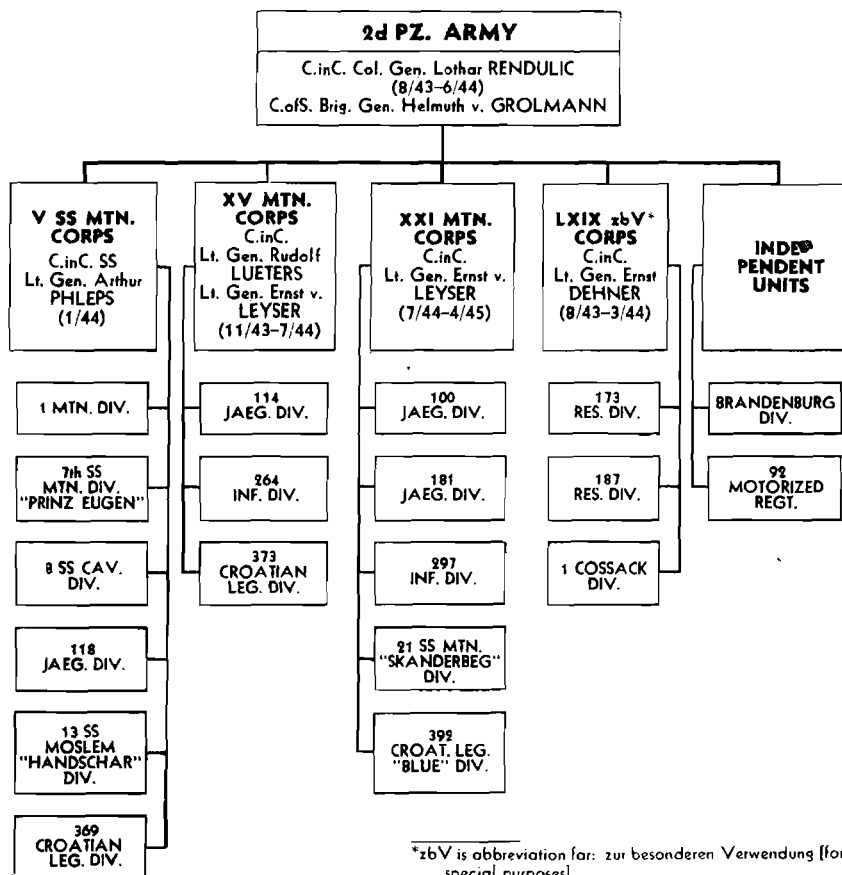 2d PZ. ARMY
C.inC. Col. Gen. Lothar RENDULIC
(8/43–6/44)
C.ofS. Brig. Gen. Helmuth v. GROLMANN
V SS MTN.
CORPS
C.inC. SS
Lt. Gen. Arthur
PHLEPS
(1/44)
1 MTN. DIV.
7th SS
MTN. DIV.
"PRINZ EUGEN"
8 SS CAV.
DIV.
118
JAEG. DIV.
13 SS
MOSLEM
"HANDSCHAR"
DIV.
369
CROATIAN
LEG. DIV.
XV MTN.
CORPS
C.inC.
Lt. Gen. Rudolf
LUETERS
Lt. Gen. Ernst v.
LEYSER
(11/43–7/44)
114
JAEG. DIV.
264
INF. DIV.
373
CROATIAN
LEG. DIV.
XXI MTN.
CORPS
C.inC.
Lt. Gen. Ernst v.
LEYSER
(7/44–4/45)
100
JAEG. DIV.
181
JAEG. DIV.
297
INF. DIV.
21 SS MTN.
"SKANDERBEG"
DIV.
392
CROAT. LEG.
"BLUE" DIV.
LXIX zbV*
CORPS
C.inC.
Lt. Gen. Ernst
DEHNER
(8/43–3/44)
173
RES. DIV.
187
RES. DIV.
1 COSSACK
DIV.
INDE
PENDENT
UNITS
BRANDENBURG
DIV.
92
MOTORIZED
REGT.
*zbV is abbreviation far: zur besonderen Verwendung [for
special purposes]